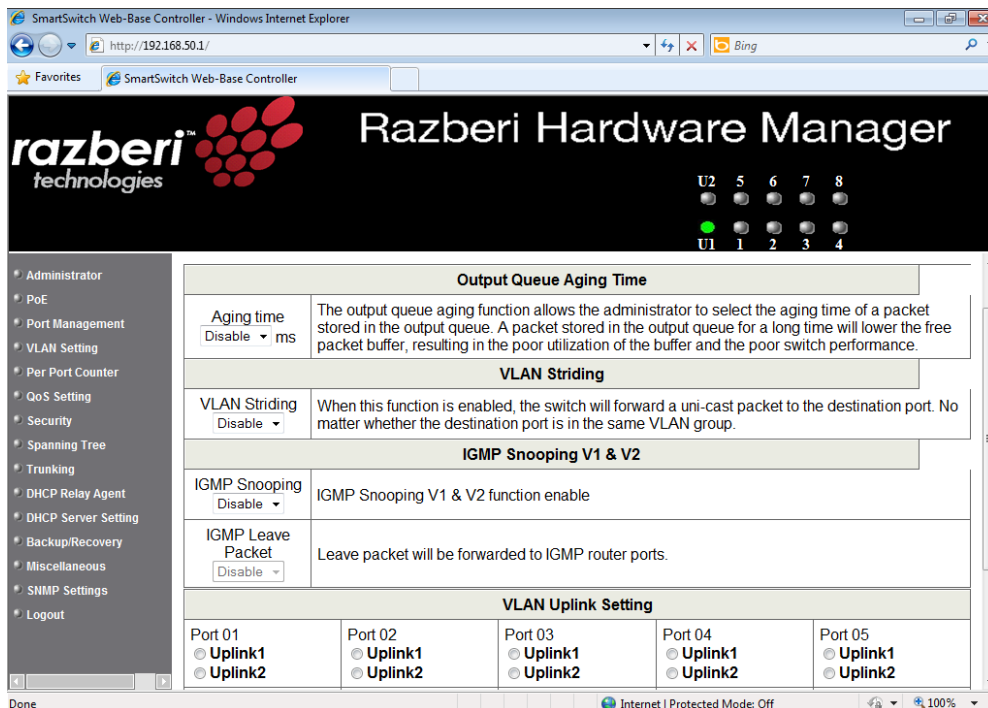 SmartSwitch Web-Base Controller - Windows Internet Explorer
http://192.168.50.1/
Bing
Favorites
SmartSwitch Web-Base Controller
razberi™
technologies
Razberi Hardware Manager
U2 5 6 7 8
U1 1 2 3 4
Administrator
PoE
Port Management
VLAN Setting
Per Port Counter
QoS Setting
Security
Spanning Tree
Trunking
DHCP Relay Agent
DHCP Server Setting
Backup/Recovery
Miscellaneous
SNMP Settings
Logout
Output Queue Aging Time
Aging time
Disable ms
The output queue aging function allows the administrator to select the aging time of a packet
stored in the output queue. A packet stored in the output queue for a long time will lower the free
packet buffer, resulting in the poor utilization of the buffer and the poor switch performance.
VLAN Striding
VLAN Striding
Disable
When this function is enabled, the switch will forward a uni-cast packet to the destination port. No
matter whether the destination port is in the same VLAN group.
IGMP Snooping V1 & V2
IGMP Snooping
Disable
IGMP Snooping V1 & V2 function enable
IGMP Leave
Packet
Disable
Leave packet will be forwarded to IGMP router ports.
VLAN Uplink Setting
Port 01
Uplink1
Uplink2
Port 02
Uplink1
Uplink2
Port 03
Uplink1
Uplink2
Port 04
Uplink1
Uplink2
Port 05
Uplink1
Uplink2
Done
Internet | Protected Mode: Off
100%